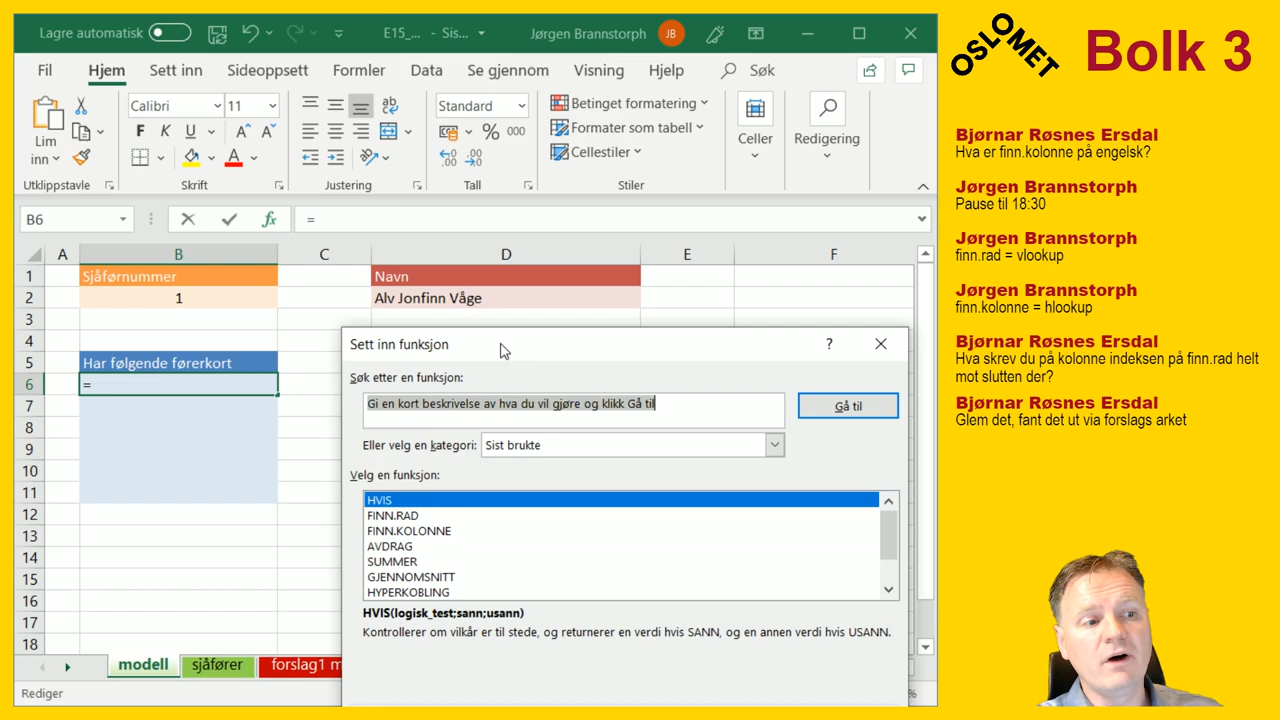 Lagre automatisk
E15_... - Sis...
Jørgen Brannstorph
JB
Fil Hjem Sett inn Sideoppsett Formler Data Se gjennom Visning Hjelp Søk
Lim
inn
Utklippstavle
Calibri 11
F K U
A A
A
Skrift
ab
Justering
Standard
% 000
Tall
Betinget formatering
Formater som tabell
Cellestiler
Stiler
Celler
Redigering
B6
fx
=
A B C D E F
1 Sjåførnummer Navn
2 1 Alv Jonfinn Våge
3
4
5 Har følgende førerkort
6 =
7
8
9
10
11
12
13
14
15
16
17
18
Sett inn funksjon
?
Søk etter en funksjon:
Gi en kort beskrivelse av hva du vil gjøre og klikk Gå til
Gå til
Eller velg en kategori: Sist brukte
Velg en funksjon:
HVIS
FINN.RAD
FINN.KOLONNE
AVDRAG
SUMMER
GJENNOMSNITT
HYPERKOBLING
HVIS(logisk_test;sann;usann)
Kontrollerer om vilkår er til stede, og returnerer en verdi hvis SANN, og en annen verdi hvis USANN.
modell sjåfører forslag1 m
Rediger
%
OSLOMET
Bolk 3
Bjørnar Røsnes Ersdal
Hva er finn.kolonne på engelsk?
Jørgen Brannstorph
Pause til 18:30
Jørgen Brannstorph
finn.rad = vlookup
Jørgen Brannstorph
finn.kolonne = hlookup
Bjørnar Røsnes Ersdal
Hva skrev du på kolonne indeksen på finn.rad helt
mot slutten der?
Bjørnar Røsnes Ersdal
Glem det, fant det ut via forslags arket